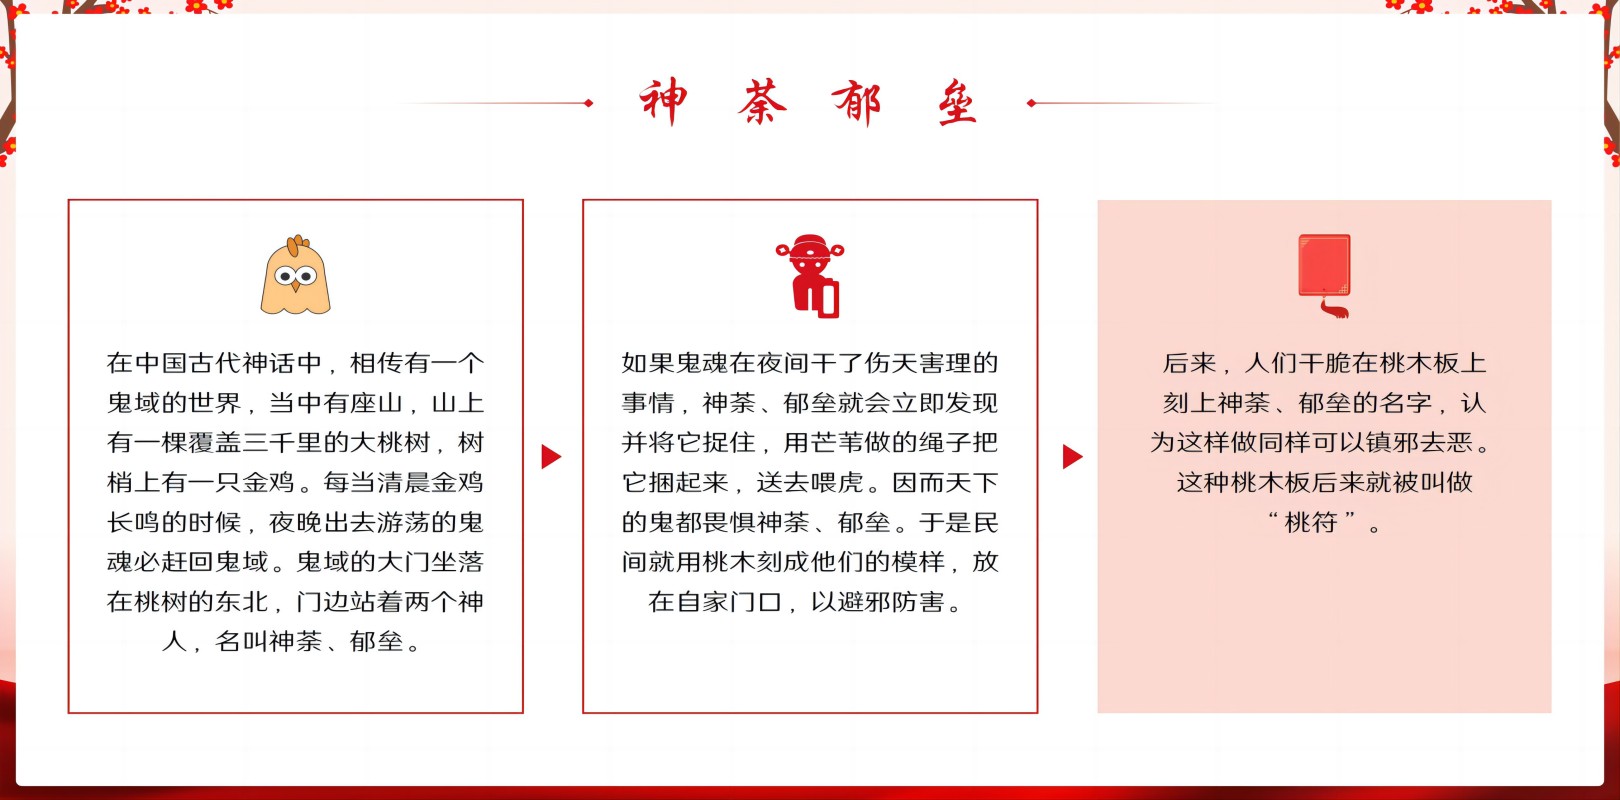 神荼郁垒
在中国古代神话中，相传有一个
鬼域的世界，当中有座山，山上
有一棵覆盖三千里的大桃树，树
梢上有一只金鸡。每当清晨金鸡
长鸣的时候，夜晚出去游荡的鬼
魂必赶回鬼域。鬼域的大门坐落
在桃树的东北，门边站着两个神
人，名叫神荼、郁垒。
如果鬼魂在夜间干了伤天害理的
事情，神荼、郁垒就会立即发现
并将它捉住，用芒苇做的绳子把
它捆起来，送去喂虎。因而天下
的鬼都畏惧神荼、郁垒。于是民
间就用桃木刻成他们的模样，放
在自家门口，以避邪防害。
后来，人们干脆在桃木板上
刻上神荼、郁垒的名字，认
为这样做同样可以镇邪去恶。
这种桃木板后来就被叫做
“桃符”。